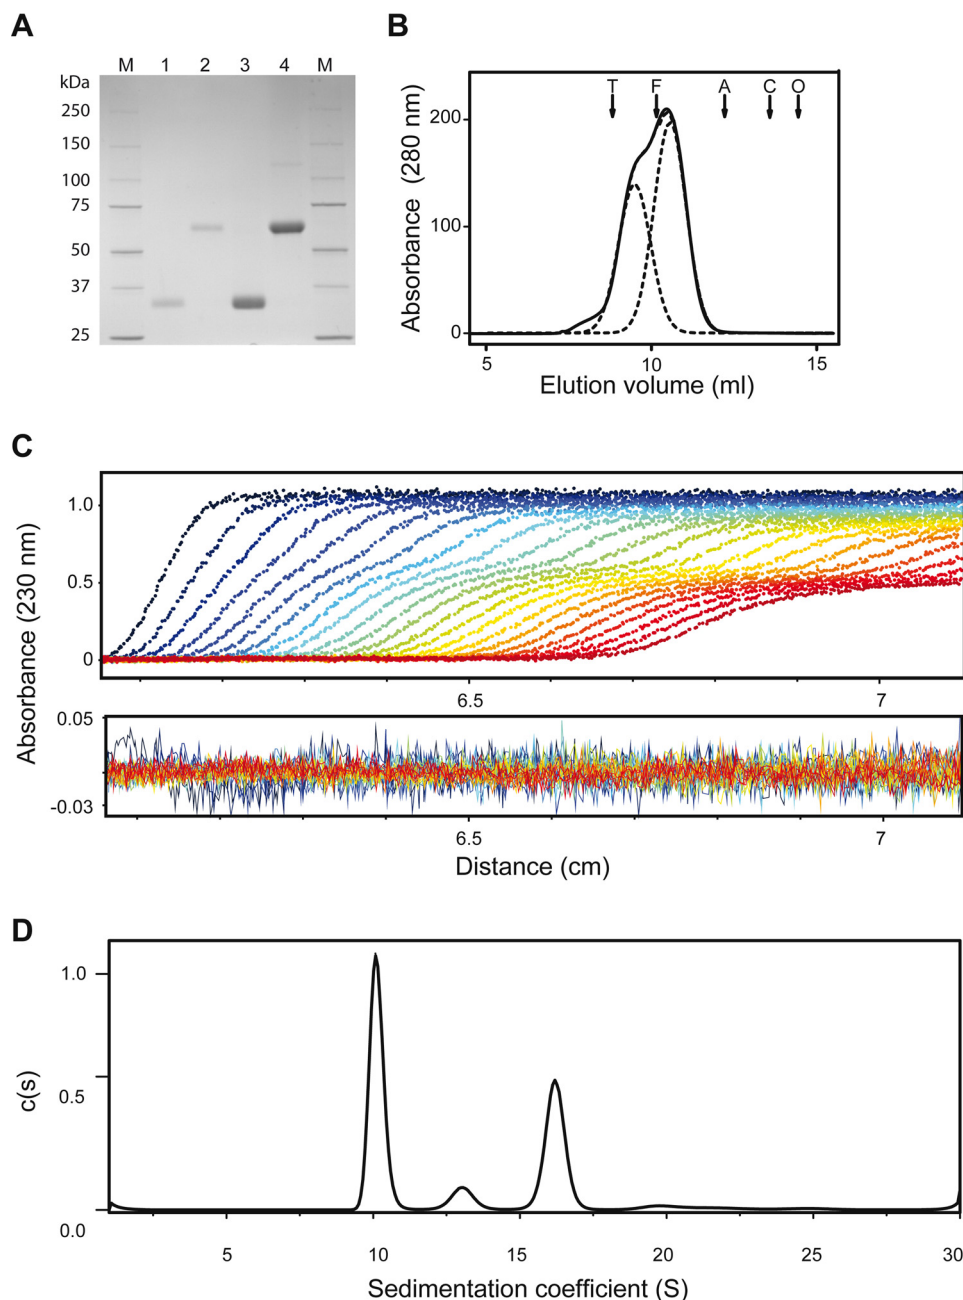 A
M 1 2 3 4 M
kDa
250
150
100
75
50
37
25
B
T F A C O
200
100
0
Absorbance (280 nm)
5 10 15
Elution volume (ml)
C
1.0
0.5
0
6.5 7
Absorbance (230 nm)
0.05
-0.03
6.5 7
Distance (cm)
D
1.0
0.5
0.0
c(s)
5 10 15 20 25 30
Sedimentation coefficient (S)